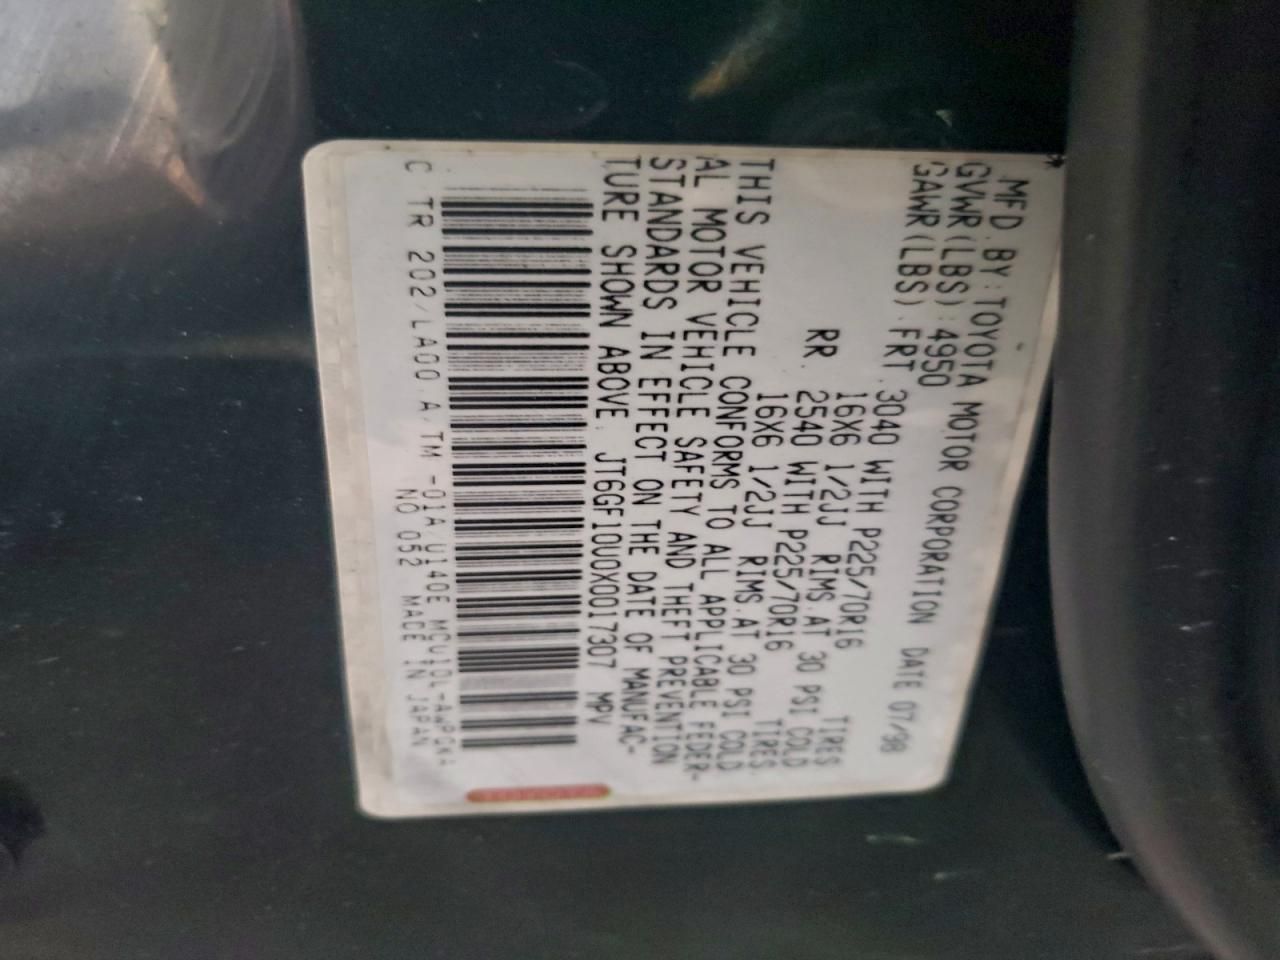 MFD. BY: TOYOTA MOTOR CORPORATION DATE 07/98
GVWR(LBS): 4950
GAWR(LBS): FRT. 3040 WITH P225/70R16 TIRES.
16X6 1/2JJ RIMS. AT 30 PSI COLD
RR. 2540 WITH P225/70R16 TIRES.
16X6 1/2JJ RIMS. AT 30 PSI COLD
THIS VEHICLE CONFORMS TO ALL APPLICABLE FEDER-
AL MOTOR VEHICLE SAFETY AND THEFT PREVENTION
STANDARDS IN EFFECT ON THE DATE OF MANUFAC-
TURE SHOWN ABOVE. JT6GF10U0X0017307 MPV
C TR 202/LA00 A/TM -01A/U140E
NO 052 MADE IN JAPAN